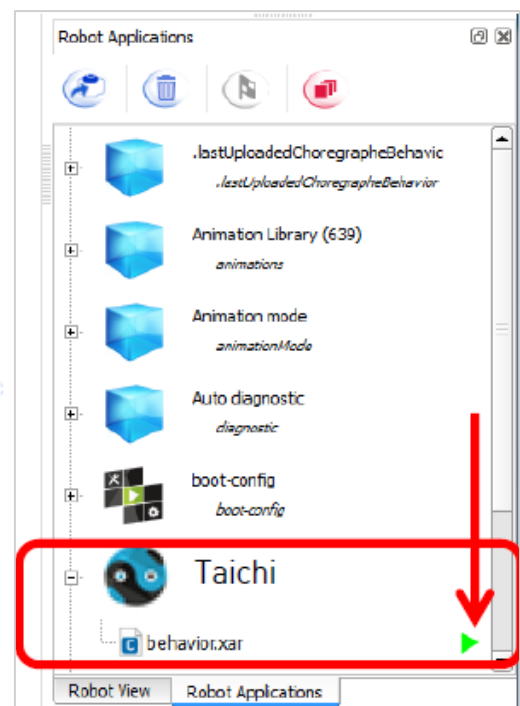 Robot Applications
.lastUploadedChoregrapheBehavic
.lastUploadedChoregrapheBehavior
Animation Library (639)
animations
Animation mode
animationMode
Auto diagnostic
diagnostic
boot-config
boot-config
Taichi
behavior.xar
Robot View
Robot Applications